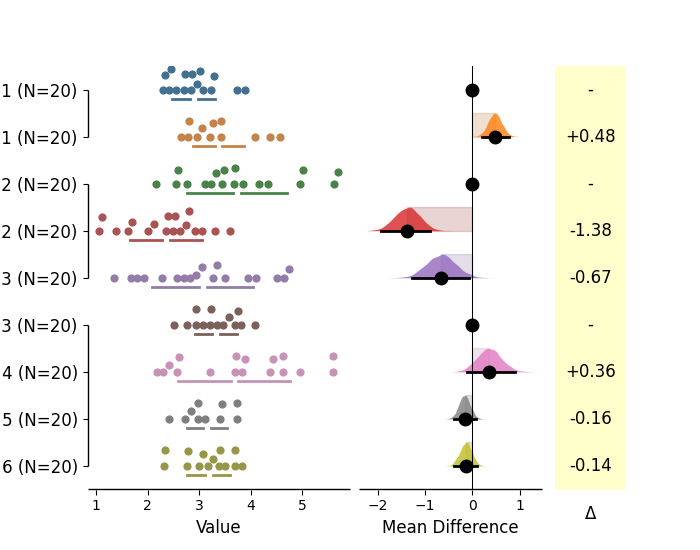 1 (N=20) -
1 (N=20) +0.48
2 (N=20) -
2 (N=20) -1.38
3 (N=20) -0.67
3 (N=20) -
4 (N=20) +0.36
5 (N=20) -0.16
6 (N=20) -0.14
1 2 3 4 5 −2 −1 0 1
Value Mean Difference Δ